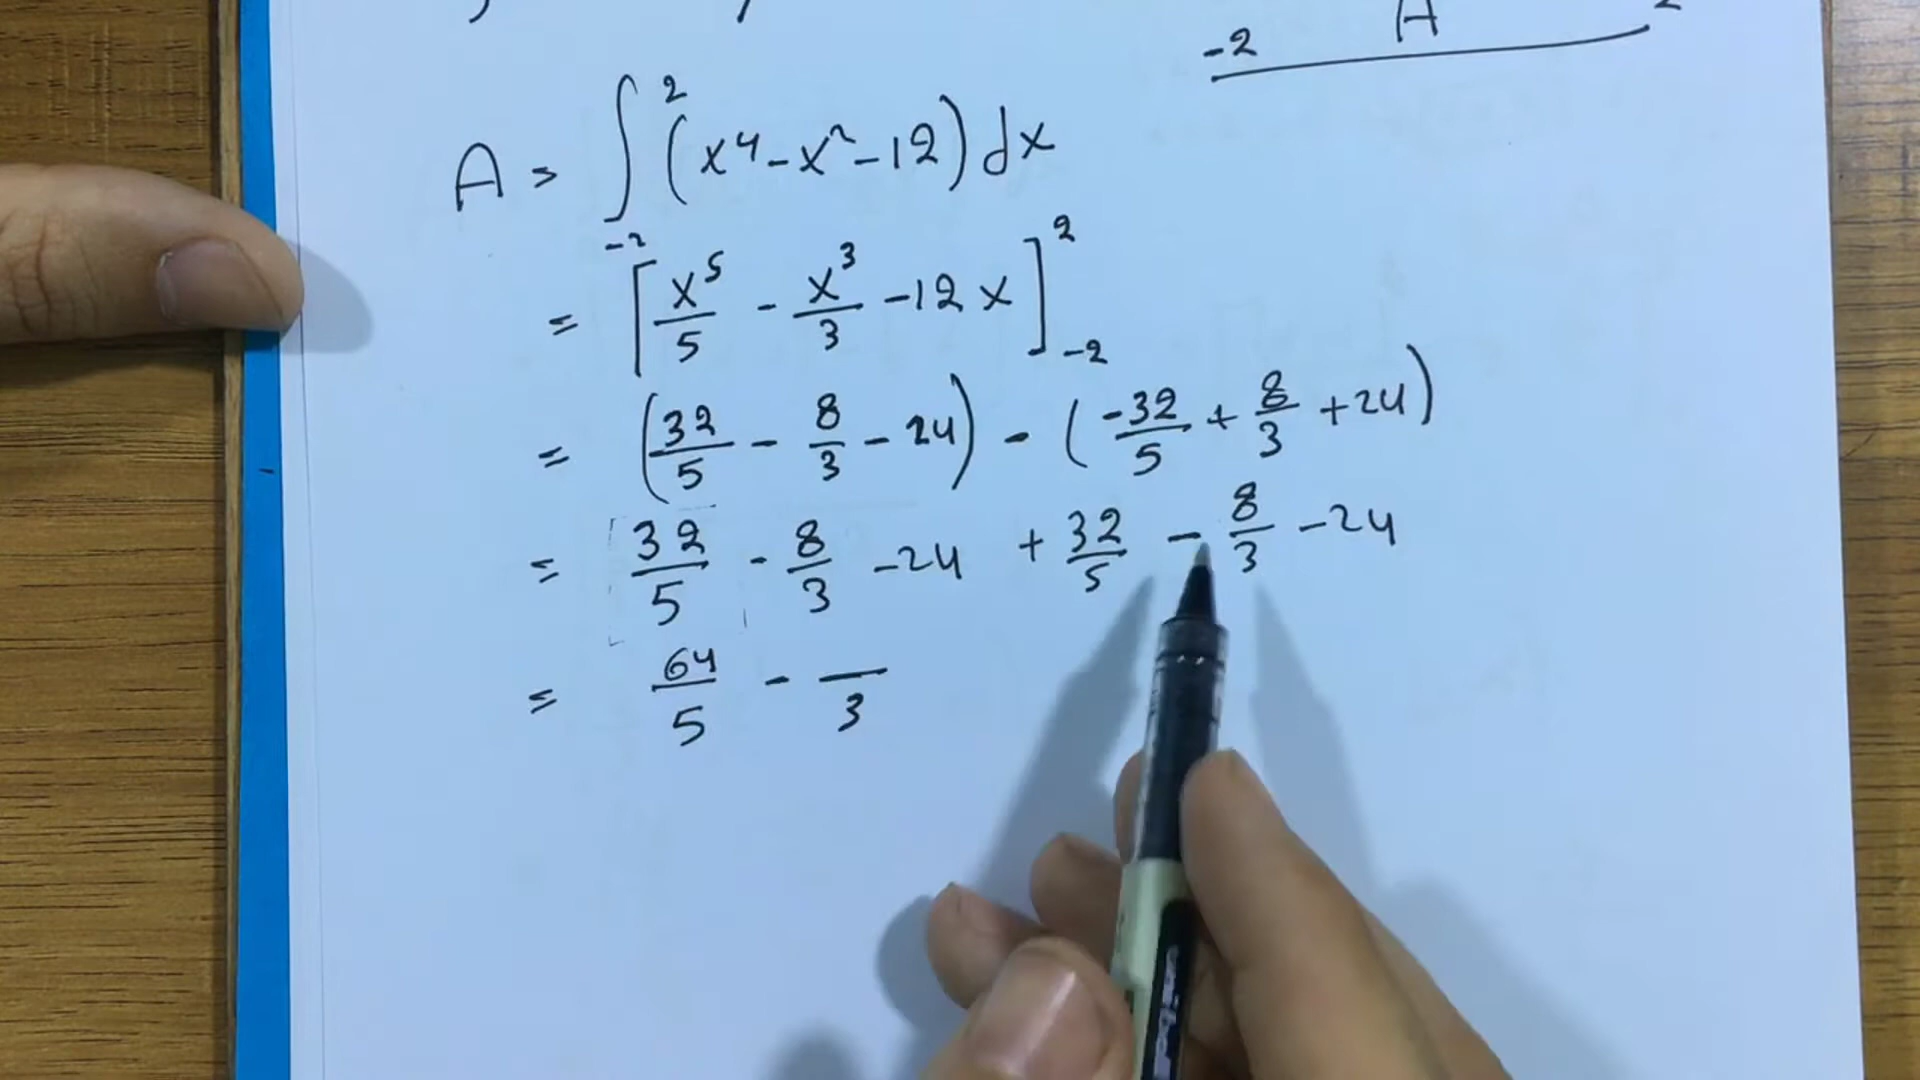 -2 A 2
A = ∫_{-2}^{2} (x⁴ - x² - 12) dx
= [x⁵/5 - x³/3 - 12x]_{-2}^{2}
= (32/5 - 8/3 - 24) - (-32/5 + 8/3 + 24)
= 32/5 - 8/3 - 24 + 32/5 - 8/3 - 24
= 64/5 - /3